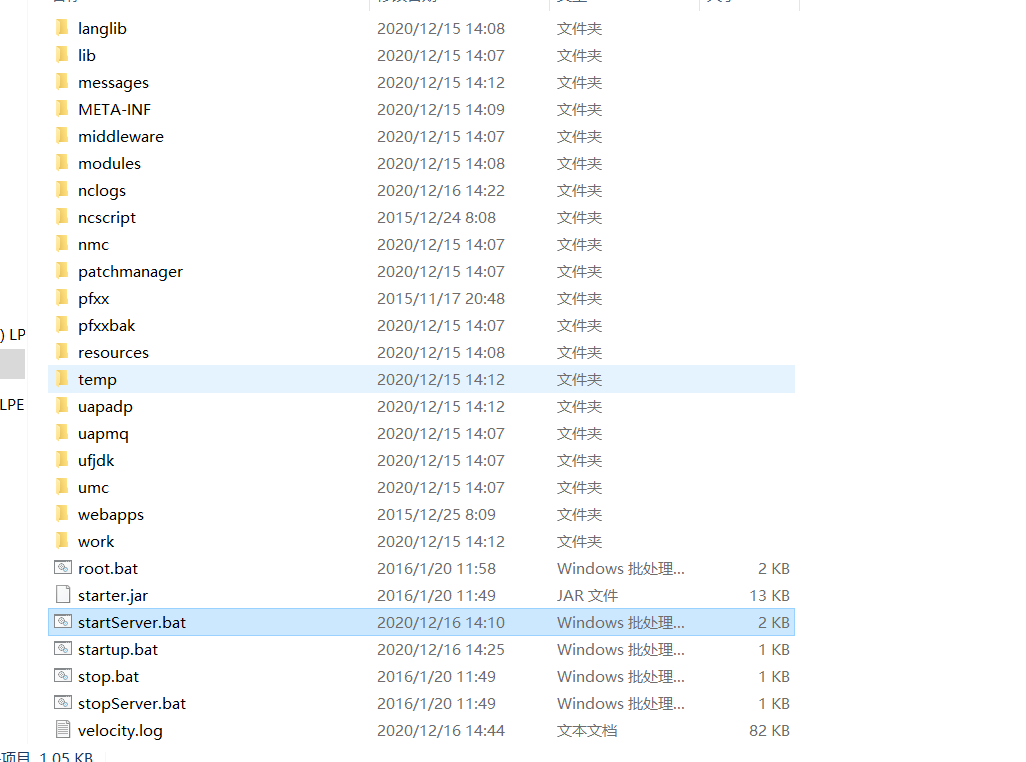 langlib 2020/12/15 14:08 文件夹
lib 2020/12/15 14:07 文件夹
messages 2020/12/15 14:12 文件夹
META-INF 2020/12/15 14:09 文件夹
middleware 2020/12/15 14:07 文件夹
modules 2020/12/15 14:08 文件夹
nclogs 2020/12/16 14:22 文件夹
ncscript 2015/12/24 8:08 文件夹
nmc 2020/12/15 14:07 文件夹
patchmanager 2020/12/15 14:07 文件夹
pfxx 2015/11/17 20:48 文件夹
pfxxbak 2020/12/15 14:07 文件夹
) LP
resources 2020/12/15 14:08 文件夹
temp 2020/12/15 14:12 文件夹
LPE
uapadp 2020/12/15 14:12 文件夹
uapmq 2020/12/15 14:07 文件夹
ufjdk 2020/12/15 14:07 文件夹
umc 2020/12/15 14:07 文件夹
webapps 2015/12/25 8:09 文件夹
work 2020/12/15 14:12 文件夹
root.bat 2016/1/20 11:58 Windows 批处理... 2 KB
starter.jar 2016/1/20 11:49 JAR 文件 13 KB
startServer.bat 2020/12/16 14:10 Windows 批处理... 2 KB
startup.bat 2020/12/16 14:25 Windows 批处理... 1 KB
stop.bat 2016/1/20 11:49 Windows 批处理... 1 KB
stopServer.bat 2016/1/20 11:49 Windows 批处理... 1 KB
velocity.log 2020/12/16 14:44 文本文档 82 KB
项目 1.05 KB